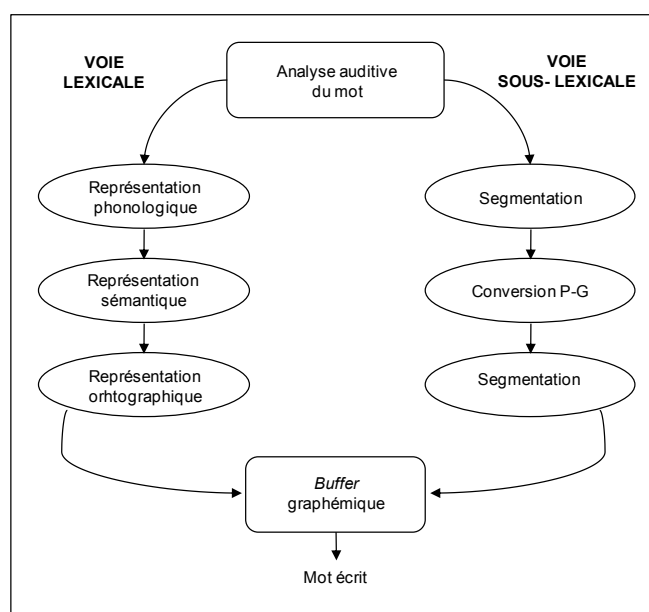 VOIE
LEXICALE
Analyse auditive
du mot
VOIE
SOUS- LEXICALE
Représentation
phonologique
Segmentation
Représentation
sémantique
Conversion P-G
Représentation
orhtographique
Segmentation
Buffer
graphémique
Mot écrit